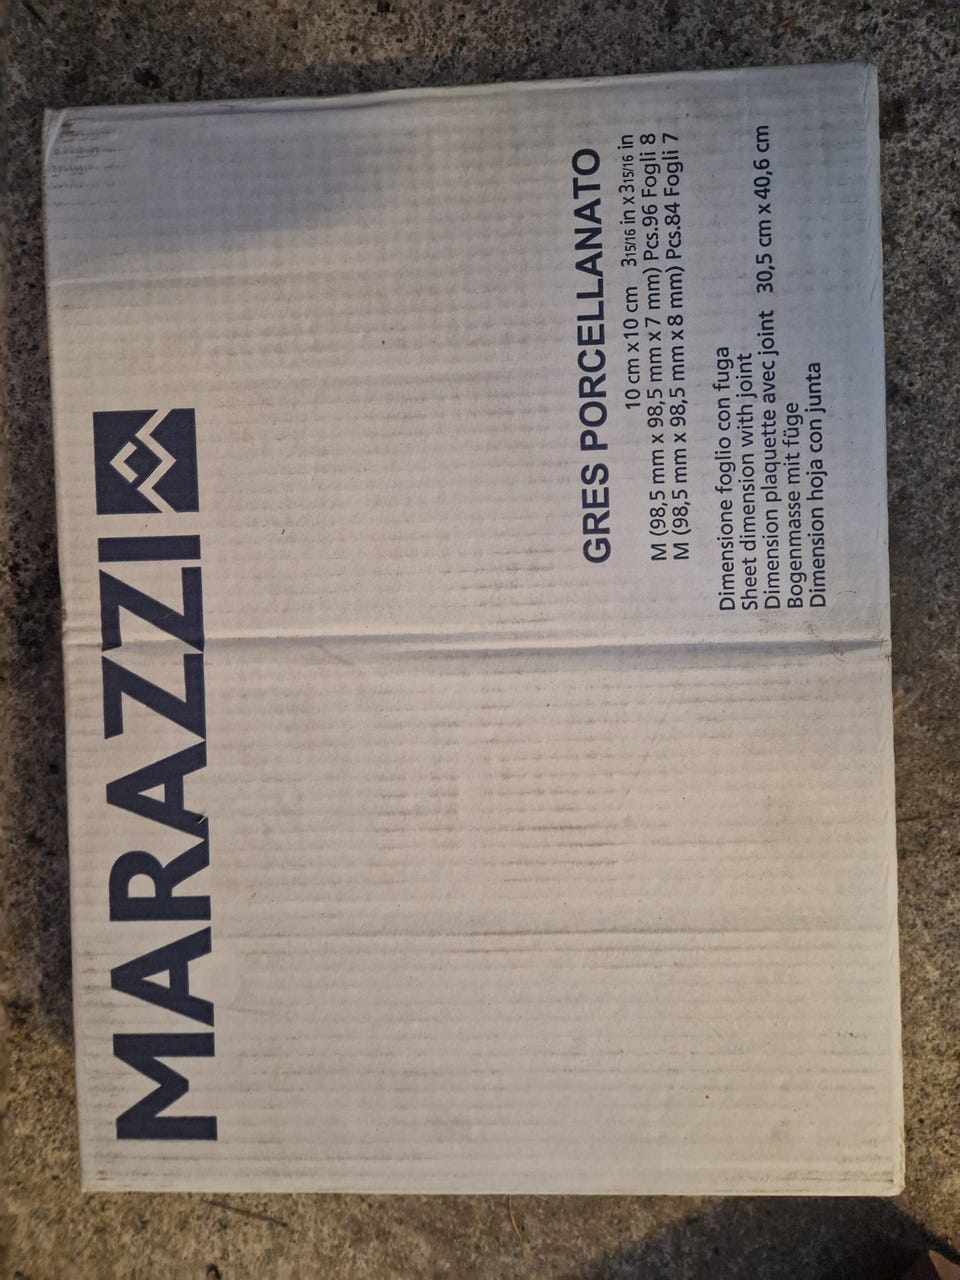 MARAZZI
GRES PORCELLANATO
10 cm x 10 cm 3 15/16 in x 3 15/16 in
M (98,5 mm x 98,5 mm x 7 mm) Pcs.96 Fogli 8
M (98,5 mm x 98,5 mm x 8 mm) Pcs.84 Fogli 7
Dimensione foglio con fuga
Sheet dimension with joint
Dimension plaquette avec joint 30,5 cm x 40,6 cm
Bogenmasse mit füge
Dimension hoja con junta